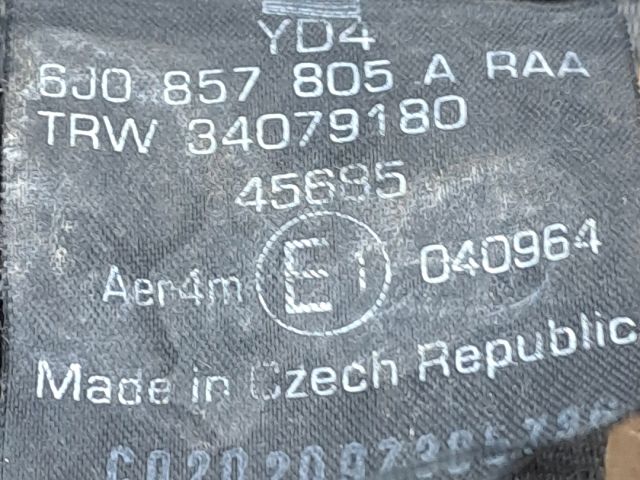 YD4
6J0 857 805 A RAA
TRW 34079180
45695
Aer4m E1 040964
Made in Czech Republic